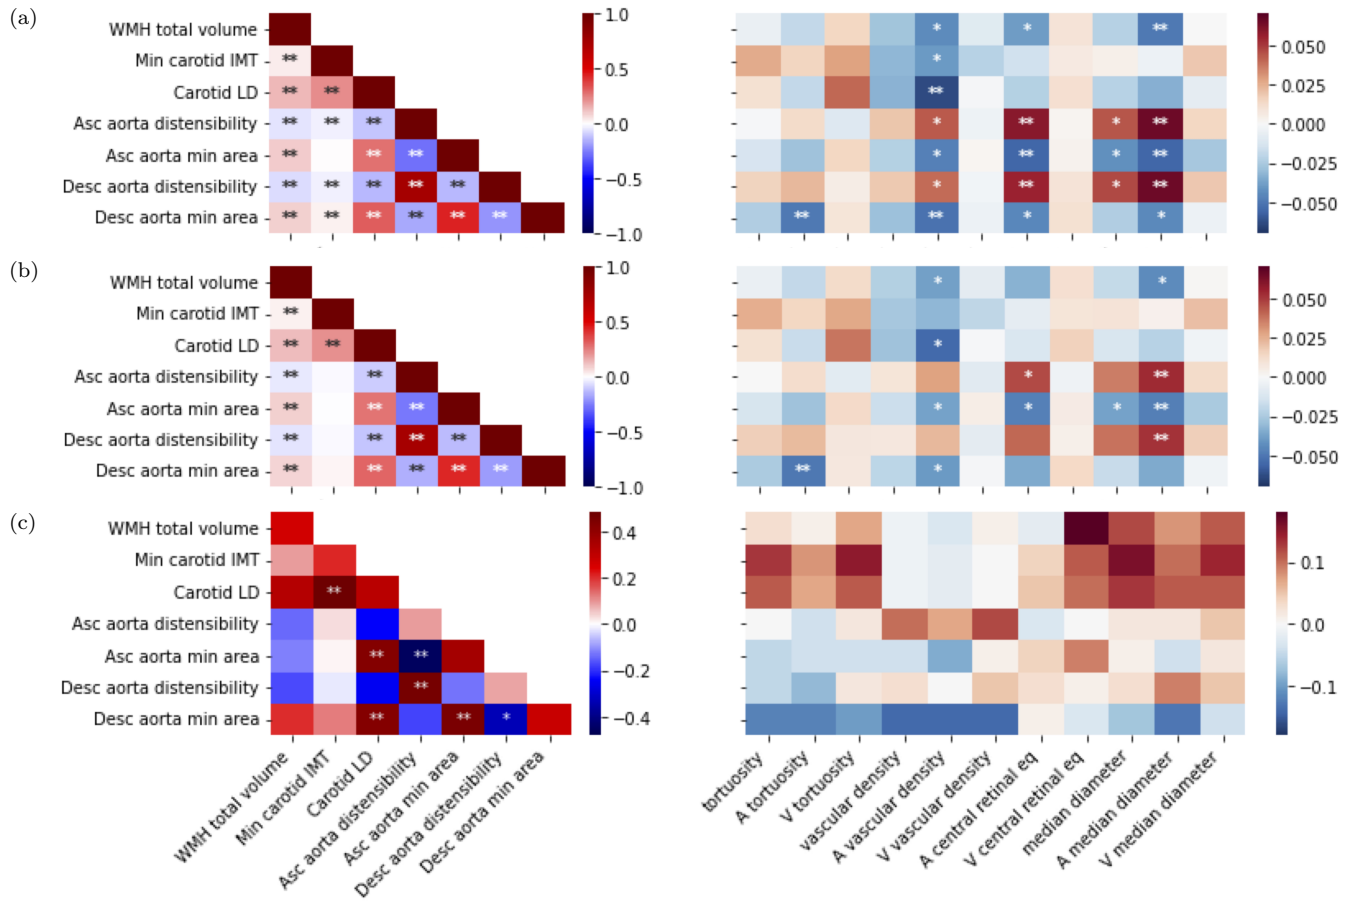 (a)
WMH total volume
Min carotid IMT
Carotid LD
Asc aorta distensibility
Asc aorta min area
Desc aorta distensibility
Desc aorta min area
**
** **
** ** **
** ** **
** ** ** ** **
** ** ** ** ** **
1.0
0.5
0.0
−0.5
−1.0
* * **
*
**
* ** * **
* ** * **
* ** * **
** ** * *
0.050
0.025
0.000
−0.025
−0.050
(b)
WMH total volume
Min carotid IMT
Carotid LD
Asc aorta distensibility
Asc aorta min area
Desc aorta distensibility
Desc aorta min area
**
** **
** **
** ** **
** ** ** **
** ** ** ** **
1.0
0.5
0.0
−0.5
−1.0
* *
*
* **
* * * **
**
** *
0.050
0.025
0.000
−0.025
−0.050
(c)
WMH total volume
Min carotid IMT
Carotid LD
Asc aorta distensibility
Asc aorta min area
Desc aorta distensibility
Desc aorta min area
**
** **
**
** ** *
0.4
0.2
0.0
−0.2
−0.4
0.1
0.0
−0.1
WMH total volume
Min carotid IMT
Carotid LD
Asc aorta distensibility
Asc aorta min area
Desc aorta distensibility
Desc aorta min area
tortuosity
A tortuosity
V tortuosity
vascular density
A vascular density
V vascular density
A central retinal eq
V central retinal eq
median diameter
A median diameter
V median diameter